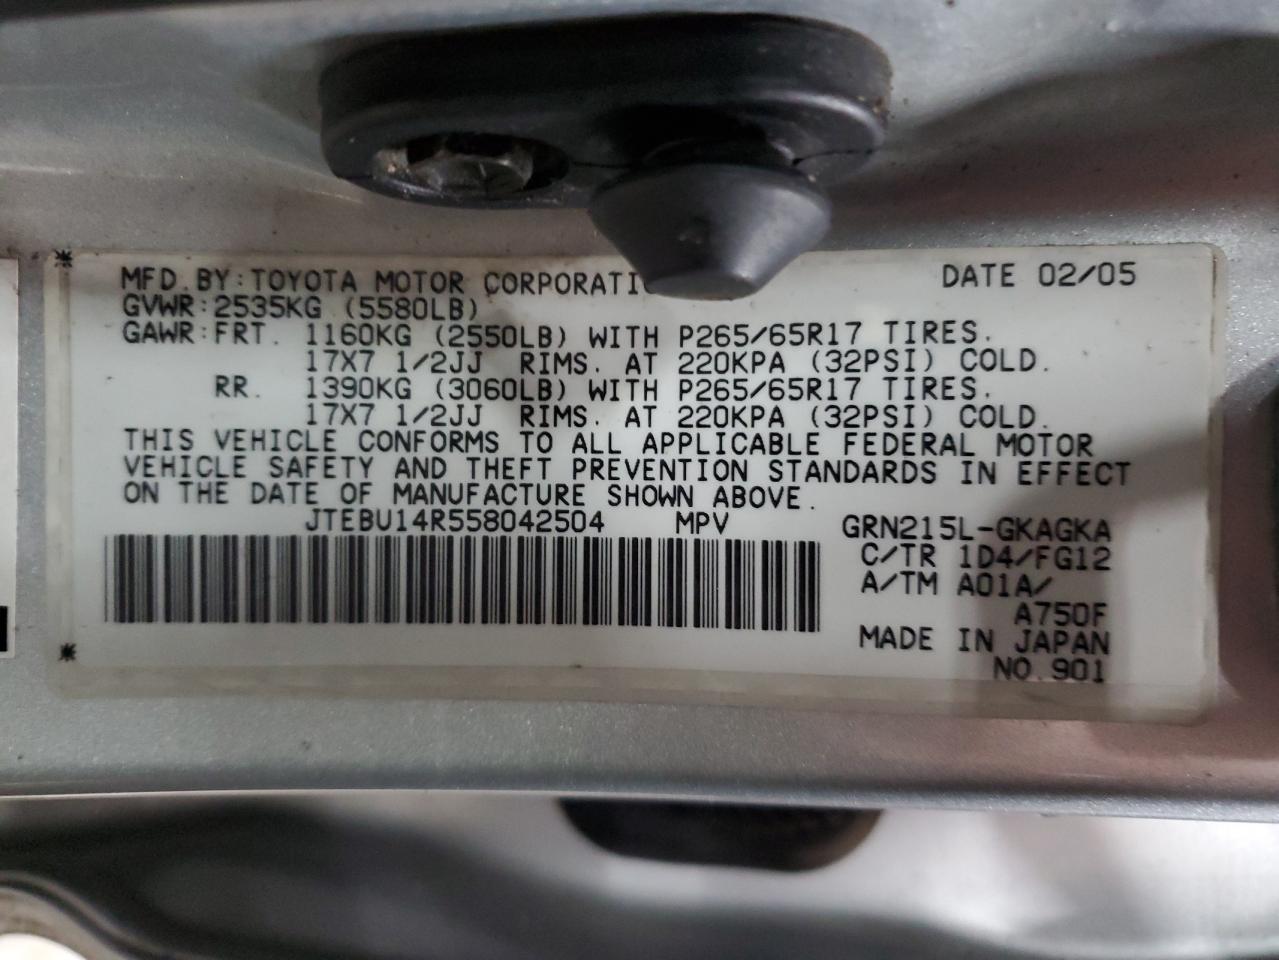 MFD. BY: TOYOTA MOTOR CORPORATI DATE 02/05
GVWR: 2535KG (5580LB)
GAWR: FRT. 1160KG (2550LB) WITH P265/65R17 TIRES.
17X7 1/2JJ RIMS. AT 220KPA (32PSI) COLD.
RR. 1390KG (3060LB) WITH P265/65R17 TIRES.
17X7 1/2JJ RIMS. AT 220KPA (32PSI) COLD.
THIS VEHICLE CONFORMS TO ALL APPLICABLE FEDERAL MOTOR
VEHICLE SAFETY AND THEFT PREVENTION STANDARDS IN EFFECT
ON THE DATE OF MANUFACTURE SHOWN ABOVE.
JTEBU14R558042504 MPV GRN215L-GKAGKA
C/TR 1D4/FG12
A/TM A01A/
A750F
MADE IN JAPAN
NO.901